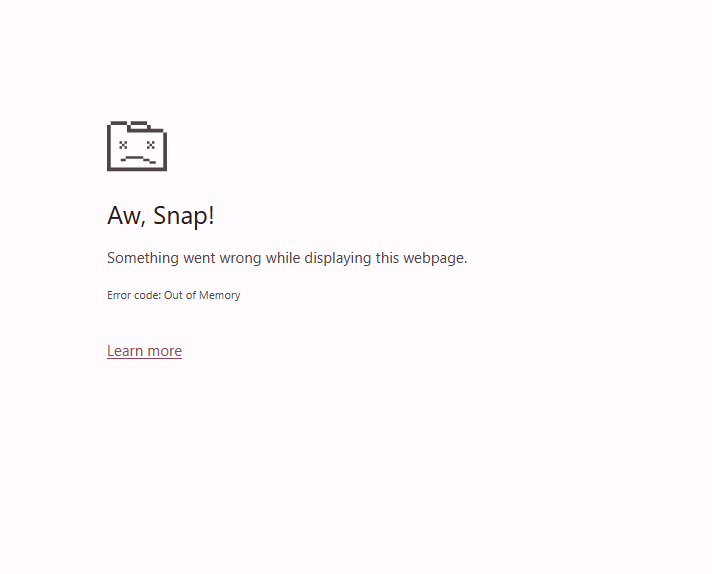 Aw, Snap!
Something went wrong while displaying this webpage.
Error code: Out of Memory
Learn more